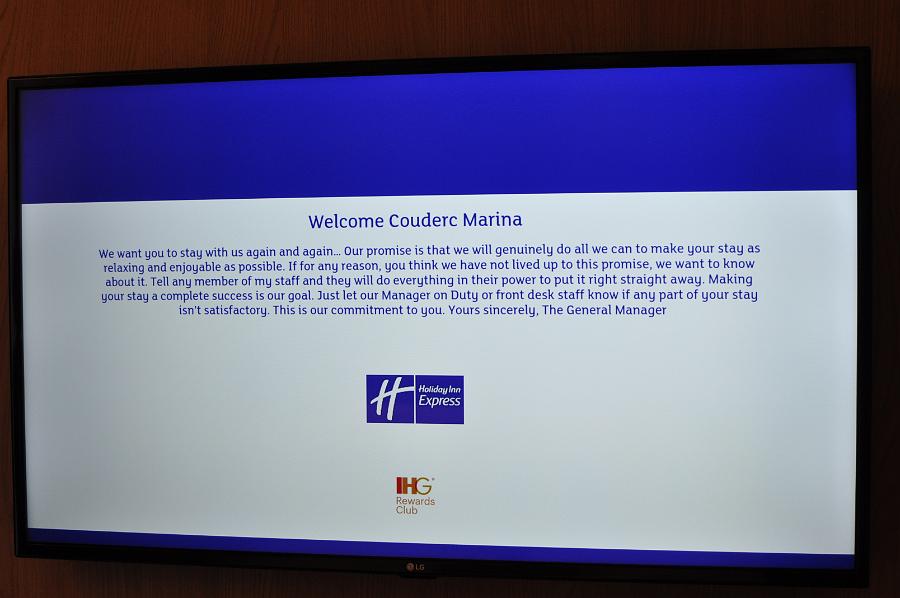 Welcome Couderc Marina
We want you to stay with us again and again... Our promise is that we will genuinely do all we can to make your stay as
relaxing and enjoyable as possible. If for any reason, you think we have not lived up to this promise, we want to know
about it. Tell any member of my staff and they will do everything in their power to put it right straight away. Making
your stay a complete success is our goal. Just let our Manager on Duty or front desk staff know if any part of your stay
isn't satisfactory. This is our commitment to you. Yours sincerely, The General Manager
H
Holiday Inn
Express
IHG®
Rewards
Club
LG